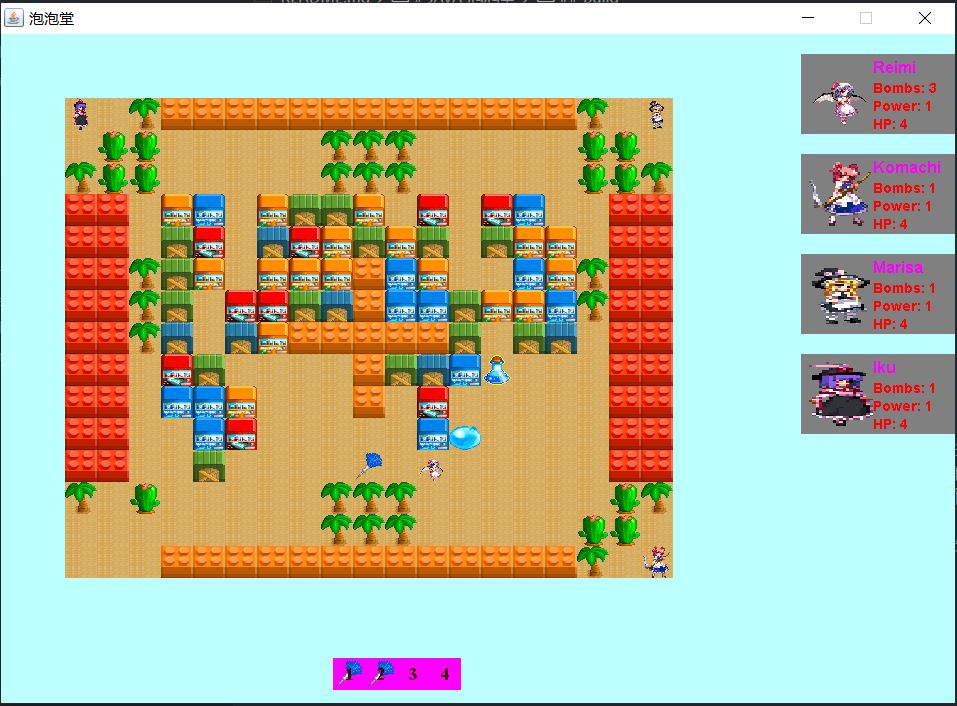 泡泡堂
Reimi
Bombs: 3
Power: 1
HP: 4
Komachi
Bombs: 1
Power: 1
HP: 4
Marisa
Bombs: 1
Power: 1
HP: 4
Iku
Bombs: 1
Power: 1
HP: 4
1 2 3 4